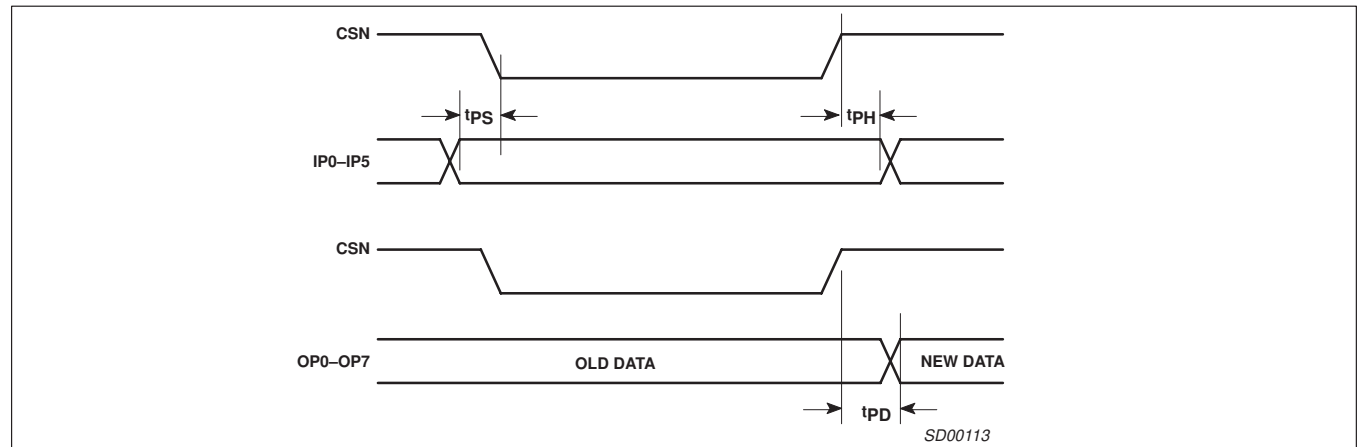 CSN
tPS
tPH
IP0–IP5
CSN
OP0–OP7
OLD DATA
NEW DATA
tPD
SD00113